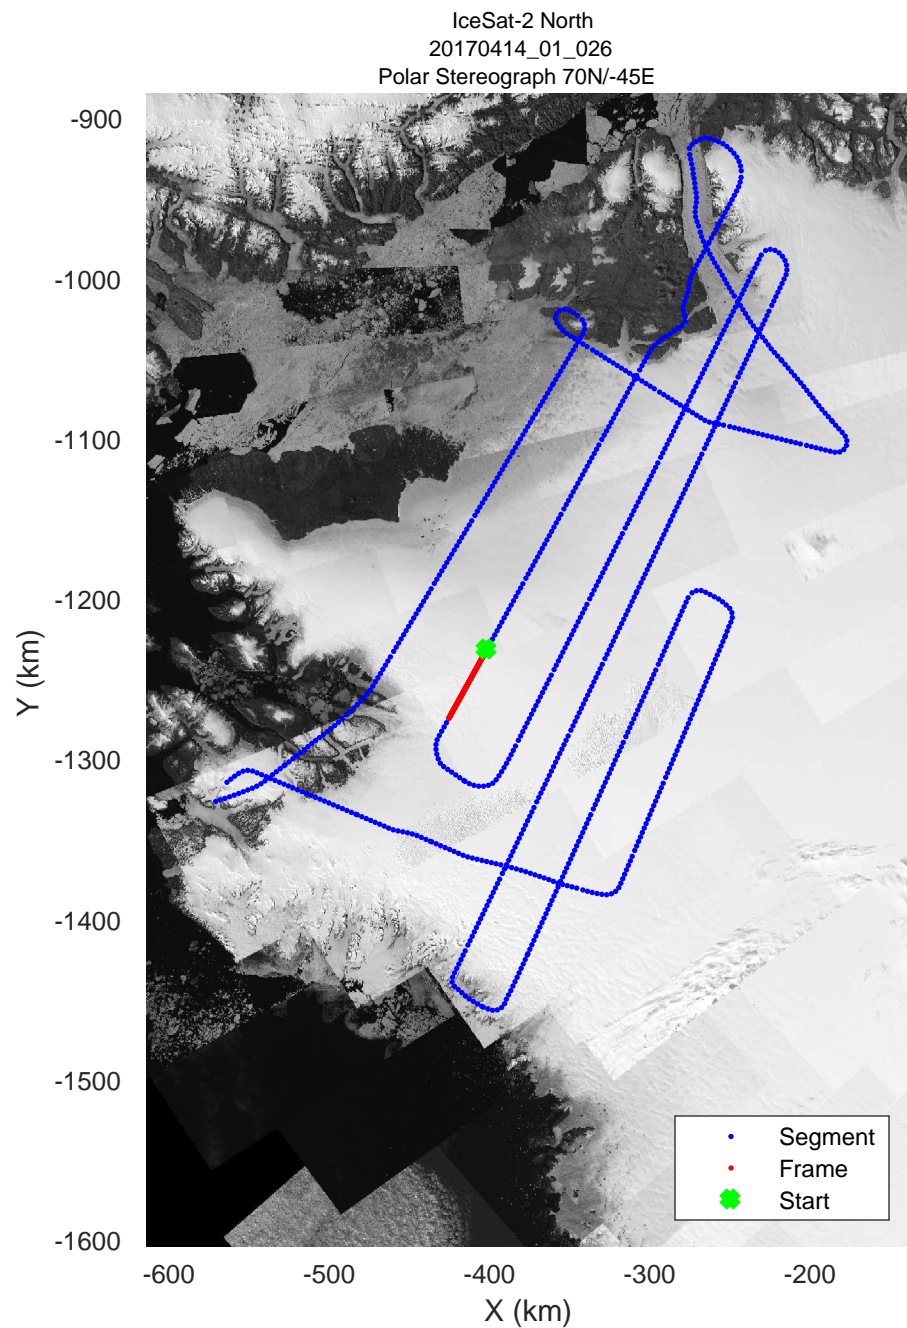 IceSat-2 North
20170414_01_026
Polar Stereograph 70N/-45E
-900
-1000
-1100
-1200
-1300
-1400
-1500
-1600
Y (km)
-600 -500 -400 -300 -200
X (km)
Segment
Frame
Start